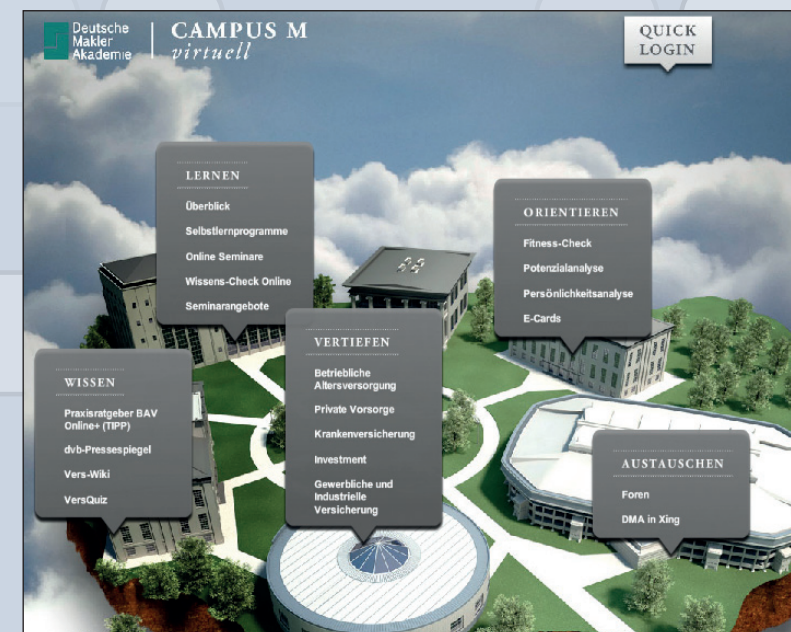 Deutsche
Makler
Akademie
CAMPUS M
virtuell
QUICK
LOGIN
LERNEN
Überblick
Selbstlernprogramme
Online Seminare
Wissens-Check Online
Seminarangebote
ORIENTIEREN
Fitness-Check
Potenzialanalyse
Persönlichkeitsanalyse
E-Cards
VERTIEFEN
Betriebliche
Altersversorgung
Private Vorsorge
Krankenversicherung
Investment
Gewerbliche und
Industrielle
Versicherung
WISSEN
Praxisratgeber BAV
Online+ (TIPP)
dvb-Pressespiegel
Vers-Wiki
VersQuiz
AUSTAUSCHEN
Foren
DMA in Xing